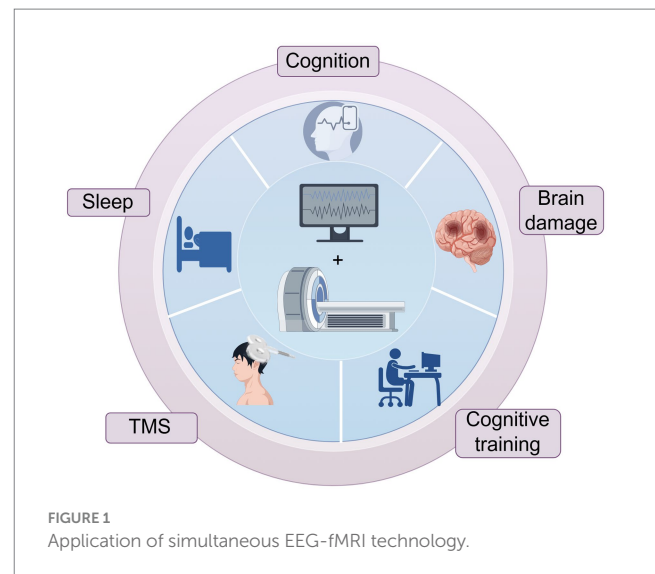 Cognition
Sleep
Brain
damage
+
TMS
Cognitive
training
FIGURE 1
Application of simultaneous EEG-fMRI technology.